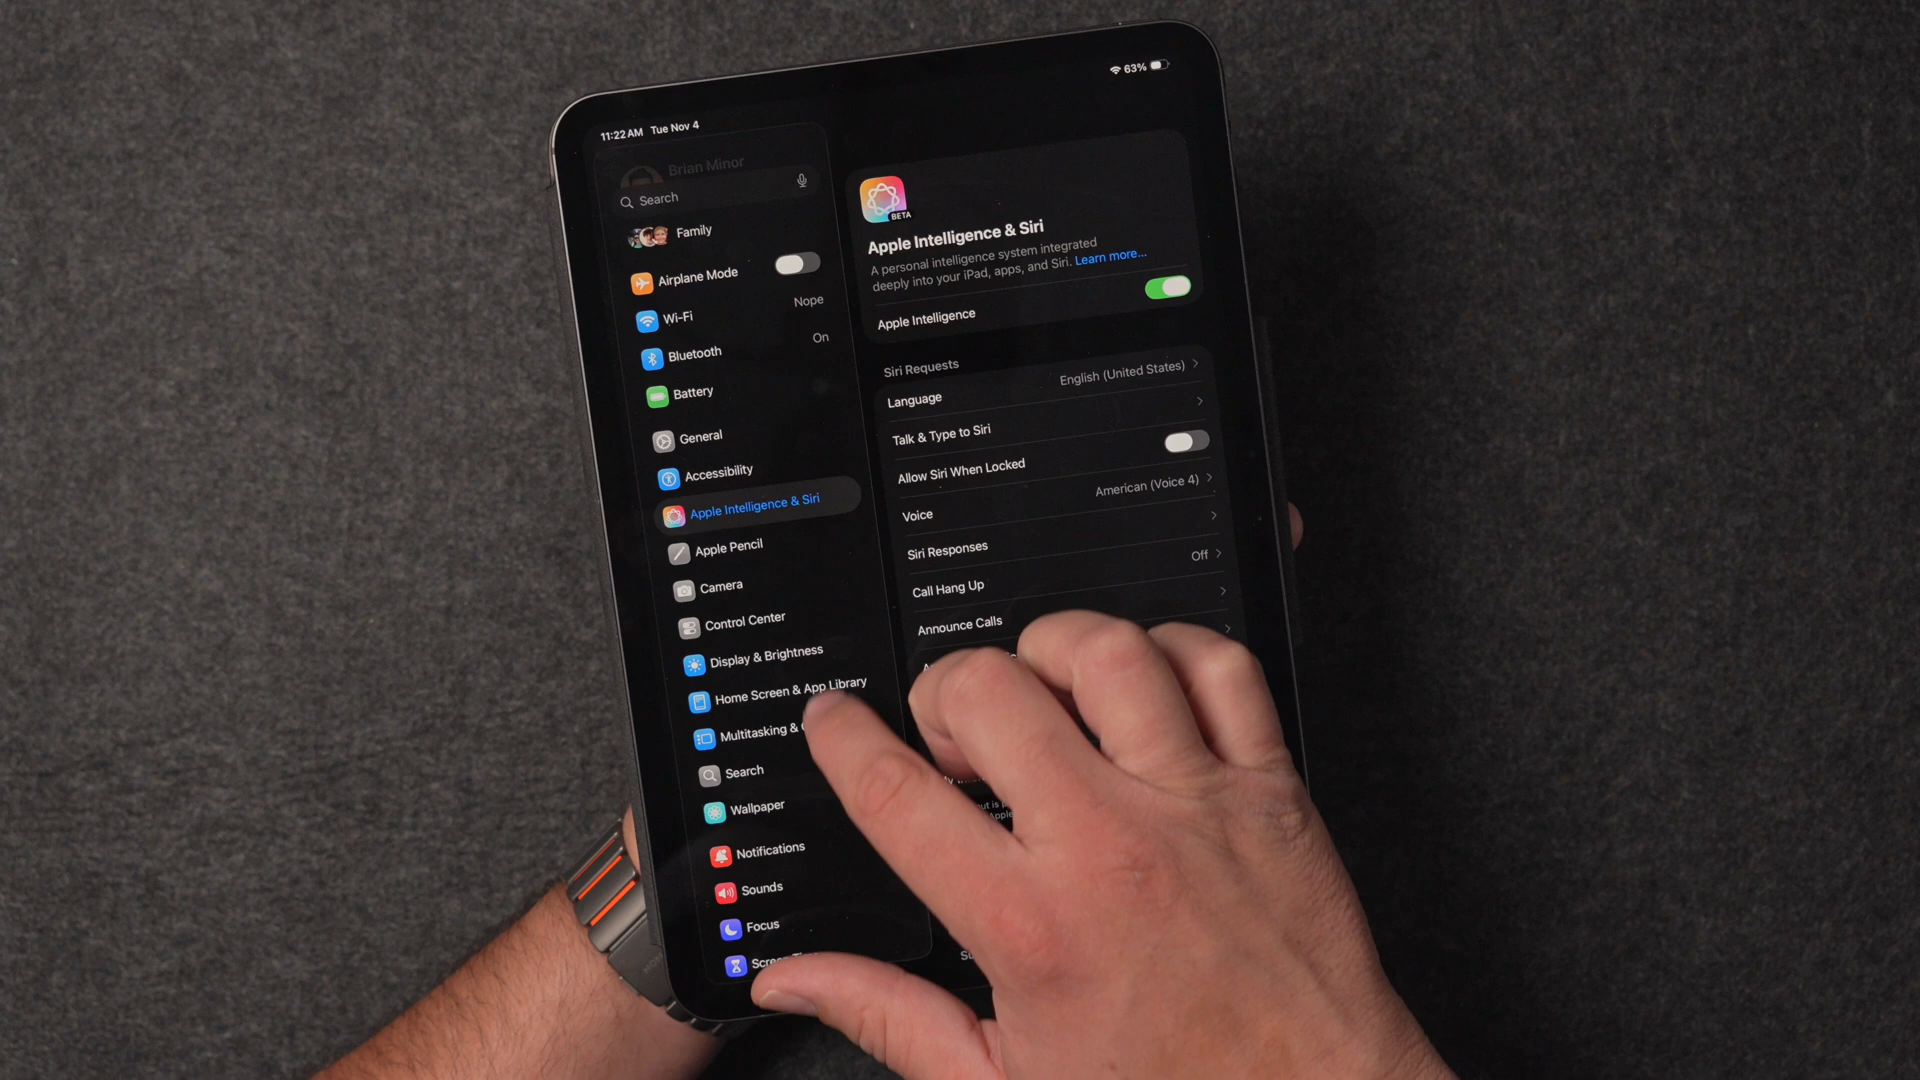 11:22 AM Tue Nov 4
63%
Brian Minor
Search
Family
Airplane Mode
Wi-Fi
Nope
Bluetooth
On
Battery
General
Accessibility
Apple Intelligence & Siri
Apple Pencil
Camera
Control Center
Display & Brightness
Home Screen & App Library
Multitasking &
Search
Wallpaper
Notifications
Sounds
Focus
Screen
BETA
Apple Intelligence & Siri
A personal intelligence system integrated
deeply into your iPad, apps, and Siri. Learn more...
Apple Intelligence
Siri Requests
Language
English (United States)
Talk & Type to Siri
Allow Siri When Locked
Voice
American (Voice 4)
Siri Responses
Call Hang Up
Off
Announce Calls